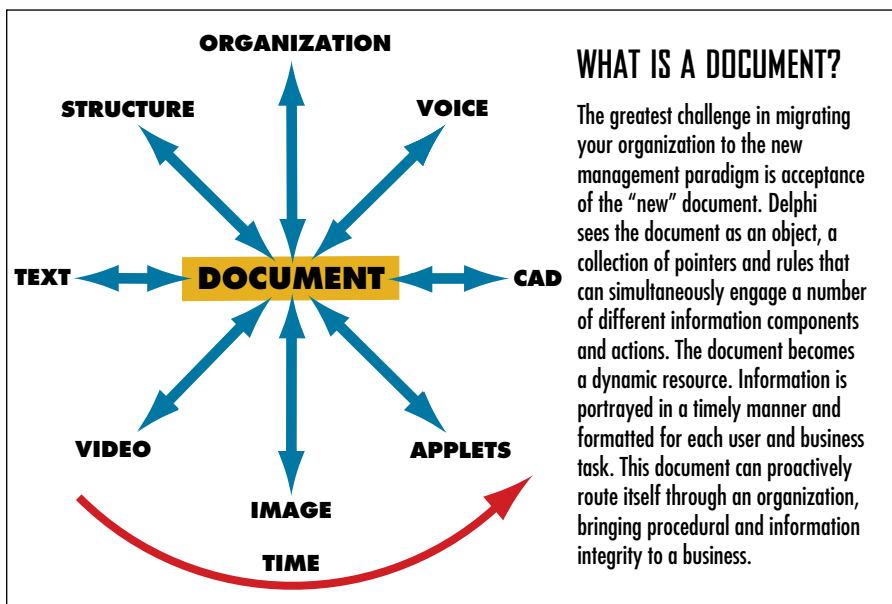 ORGANIZATION
STRUCTURE
VOICE
TEXT
DOCUMENT
CAD
VIDEO
APPLETS
IMAGE
TIME
WHAT IS A DOCUMENT?
The greatest challenge in migrating
your organization to the new
management paradigm is acceptance
of the “new” document. Delphi
sees the document as an object, a
collection of pointers and rules that
can simultaneously engage a number
of different information components
and actions. The document becomes
a dynamic resource. Information is
portrayed in a timely manner and
formatted for each user and business
task. This document can proactively
route itself through an organization,
bringing procedural and information
integrity to a business.